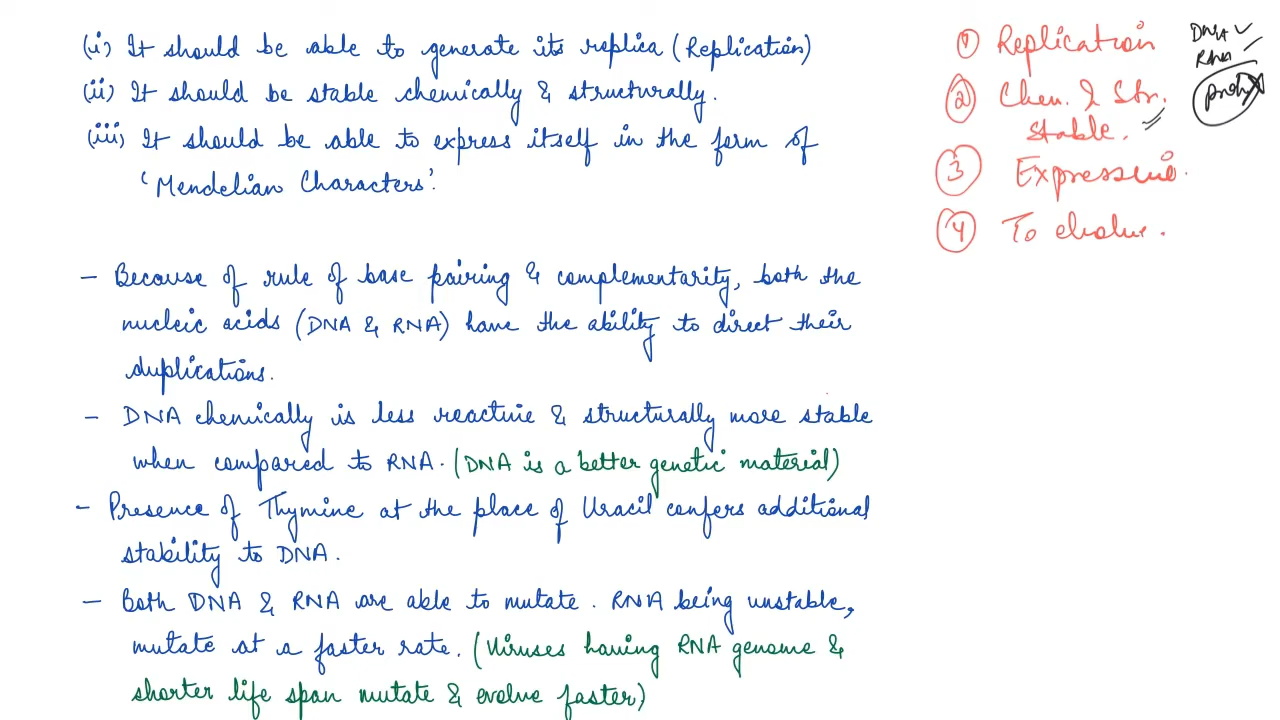 (i) It should be able to generate its replica (Replication)
(ii) It should be stable chemically & structurally.
(iii) It should be able to express itself in the form of
'Mendelian Characters'.
- Because of rule of base pairing & complementarity, both the
nucleic acids (DNA & RNA) have the ability to direct their
duplications.
- DNA chemically is less reactive & structurally more stable
when compared to RNA. (DNA is a better genetic material)
- Presence of Thymine at the place of Uracil confers additional
stability to DNA.
- Both DNA & RNA are able to mutate. RNA being unstable,
mutate at a faster rate. (Viruses having RNA genome &
shorter life span mutate & evolve faster)
① Replication
② Chem. & Str.
stable.
③ Expression.
④ To evolve.
DNA ✓
RNA ✓